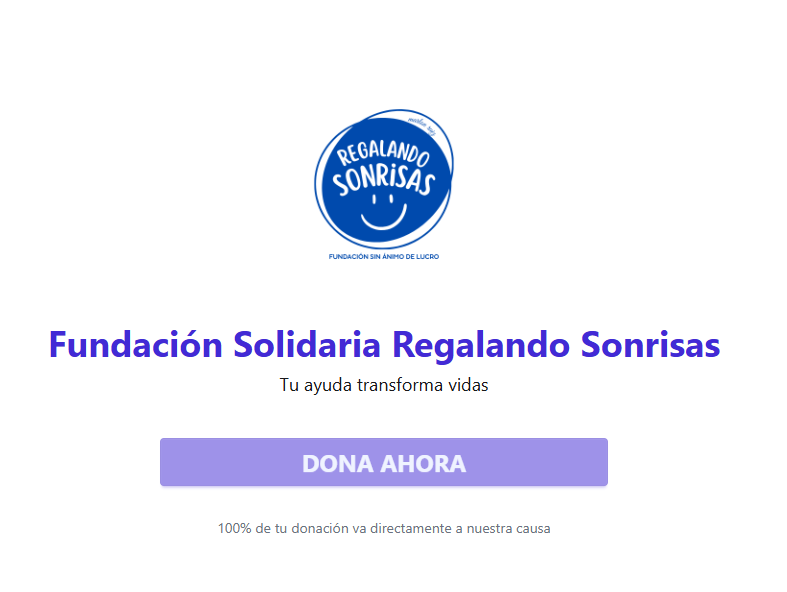 REGALANDO
SONRiSAS
FUNDACIÓN SIN ÁNIMO DE LUCRO
Fundación Solidaria Regalando Sonrisas
Tu ayuda transforma vidas
DONA AHORA
100% de tu donación va directamente a nuestra causa